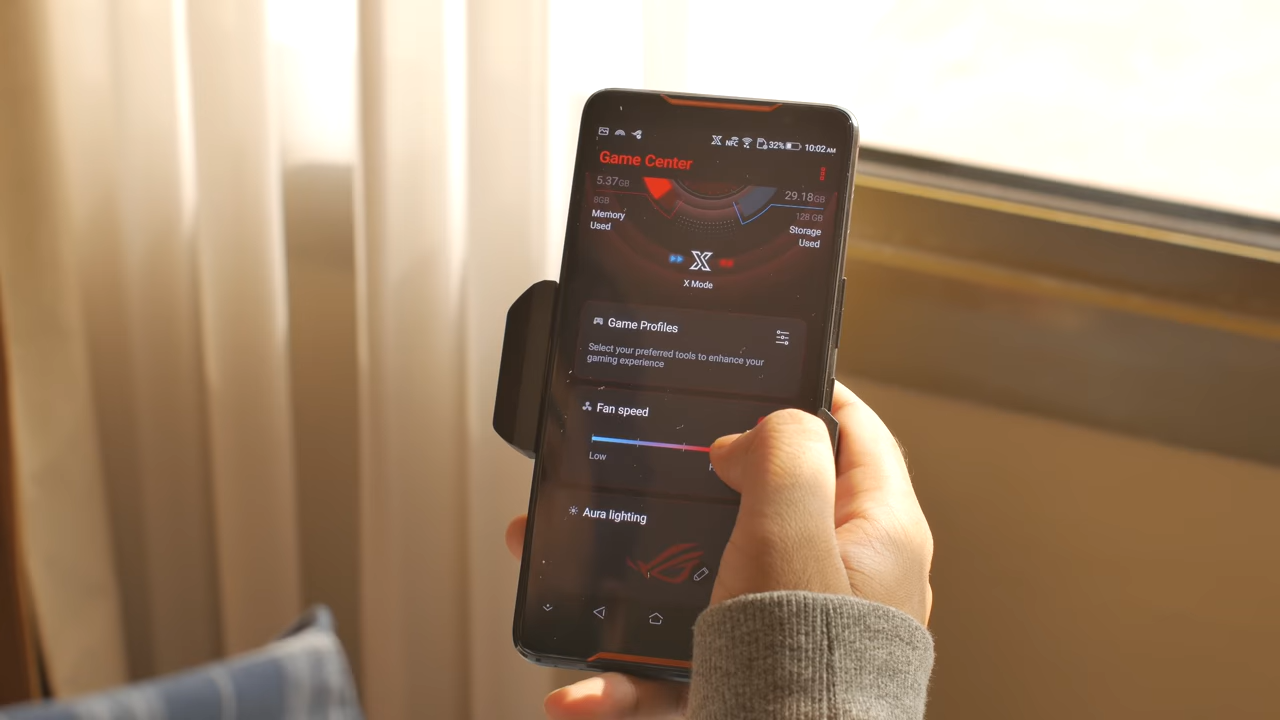 NFC 32% 10:02 AM
Game Center
5.37GB
29.18GB
8GB
128 GB
Memory
Used
Storage
Used
X Mode
Game Profiles
Select your preferred tools to enhance your
gaming experience
Fan speed
Low
Aura lighting